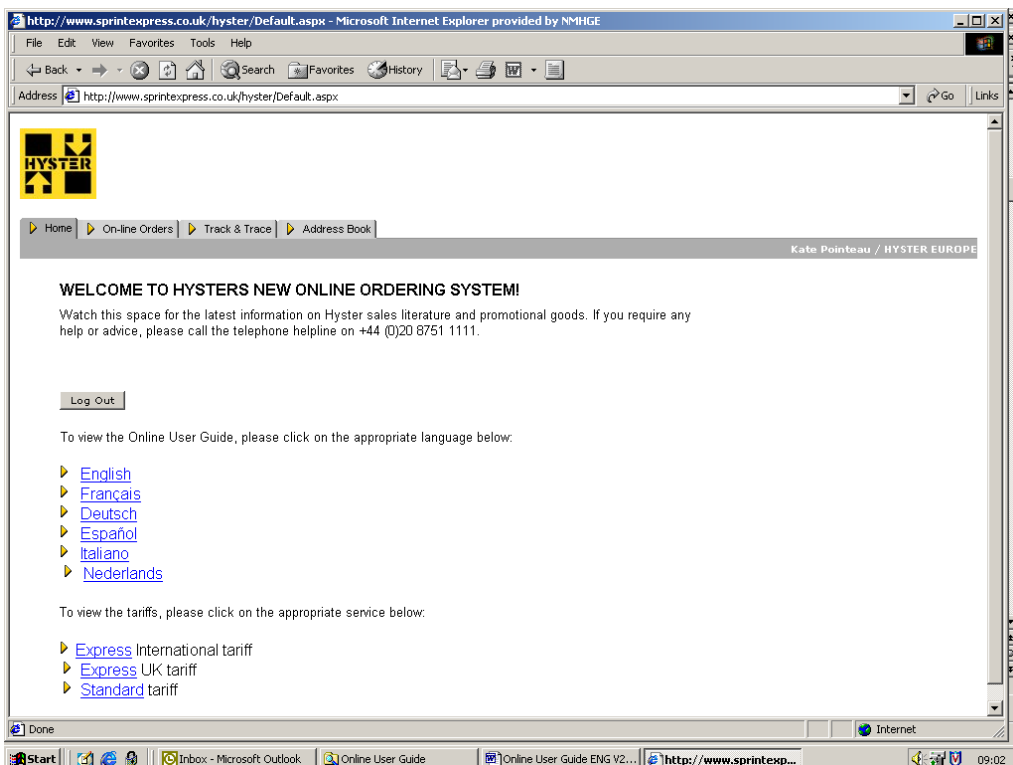 http://www.sprintexpress.co.uk/hyster/Default.aspx - Microsoft Internet Explorer provided by NMHGE
File Edit View Favorites Tools Help
Back Search Favorites History
Address http://www.sprintexpress.co.uk/hyster/Default.aspx Go Links
HYSTER
Home On-line Orders Track & Trace Address Book
Kate Pointeau / HYSTER EUROPE
WELCOME TO HYSTERS NEW ONLINE ORDERING SYSTEM!
Watch this space for the latest information on Hyster sales literature and promotional goods. If you require any
help or advice, please call the telephone helpline on +44 (0)20 8751 1111.
Log Out
To view the Online User Guide, please click on the appropriate language below:
English
Français
Deutsch
Español
Italiano
Nederlands
To view the tariffs, please click on the appropriate service below:
Express International tariff
Express UK tariff
Standard tariff
Done Internet
Start Inbox - Microsoft Outlook Online User Guide Online User Guide ENG V2... http://www.sprintexp... 09:02